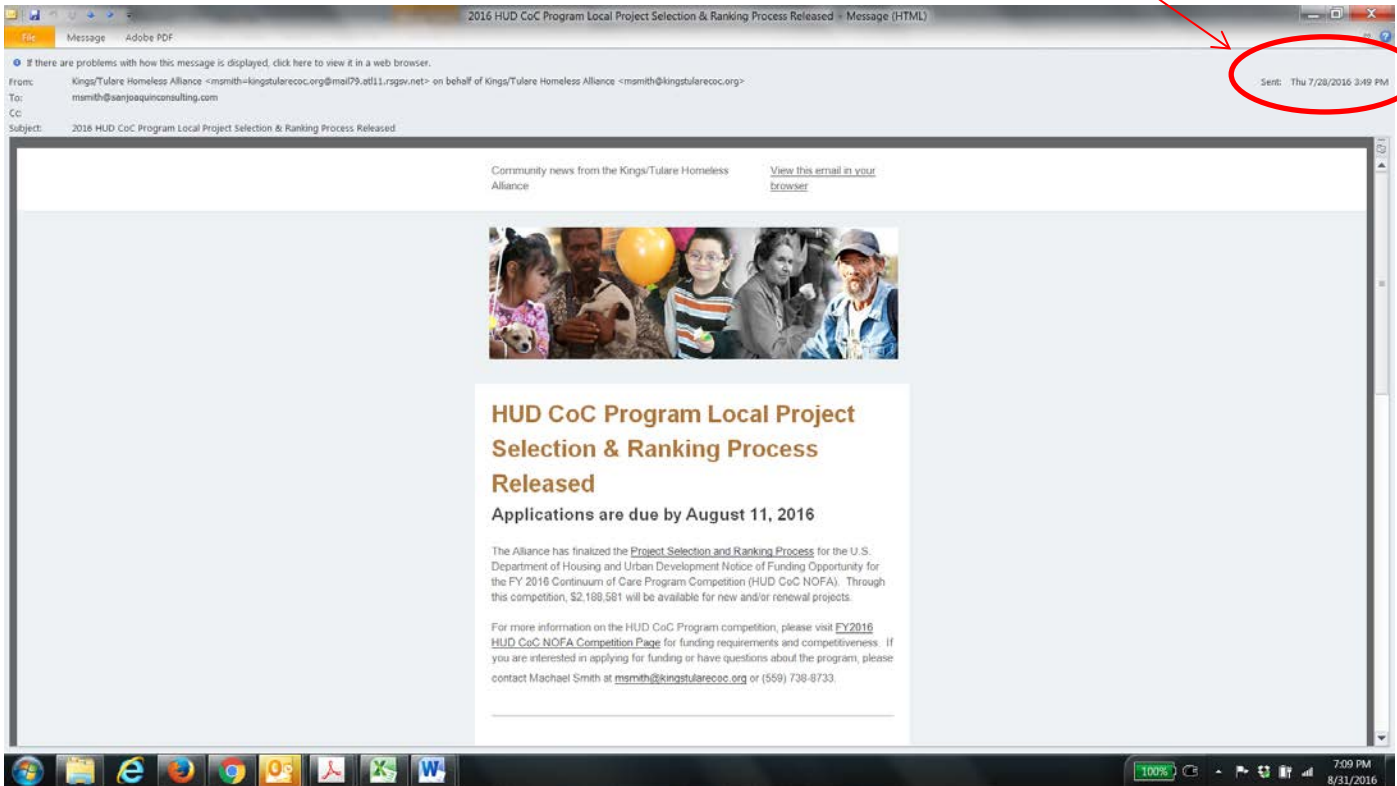 2016 HUD CoC Program Local Project Selection & Ranking Process Released - Message (HTML)
File Message Adobe PDF
If there are problems with how this message is displayed, click here to view it in a web browser.
From: Kings/Tulare Homeless Alliance <msmith=kingstularecoc.org@mail79.atl11.rsgsv.net> on behalf of Kings/Tulare Homeless Alliance <msmith@kingstularecoc.org>
Sent: Thu 7/28/2016 3:49 PM
To: msmith@sanjoaquinconsulting.com
Cc:
Subject: 2016 HUD CoC Program Local Project Selection & Ranking Process Released
Community news from the Kings/Tulare Homeless
Alliance
View this email in your
browser
HUD CoC Program Local Project
Selection & Ranking Process
Released
Applications are due by August 11, 2016
The Alliance has finalized the Project Selection and Ranking Process for the U.S.
Department of Housing and Urban Development Notice of Funding Opportunity for
the FY 2016 Continuum of Care Program Competition (HUD CoC NOFA). Through
this competition, $2,188,581 will be available for new and/or renewal projects.
For more information on the HUD CoC Program competition, please visit FY2016
HUD CoC NOFA Competition Page for funding requirements and competitiveness. If
you are interested in applying for funding or have questions about the program, please
contact Machael Smith at msmith@kingstularecoc.org or (559) 738-8733.
100%
7:09 PM
8/31/2016